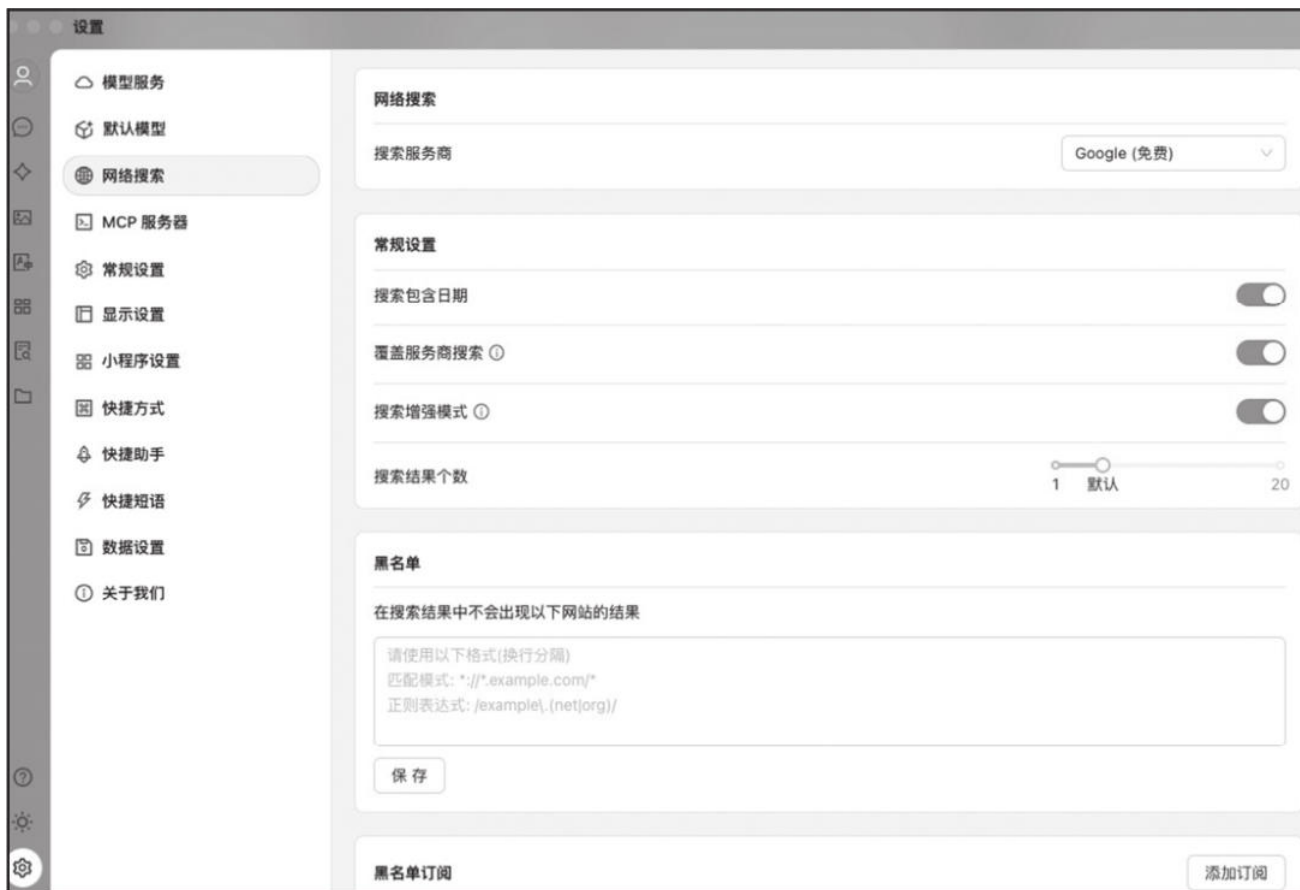 设置
模型服务
默认模型
网络搜索
MCP 服务器
常规设置
显示设置
小程序设置
快捷方式
快捷助手
快捷短语
数据设置
关于我们
网络搜索
搜索服务商
Google (免费)
常规设置
搜索包含日期
覆盖服务商搜索
搜索增强模式
搜索结果个数
1 默认 20
黑名单
在搜索结果中不会出现以下网站的结果
请使用以下格式(换行分隔)
匹配模式: *://*.example.com/*
正则表达式: /example\.(net|org)/
保 存
黑名单订阅
添加订阅